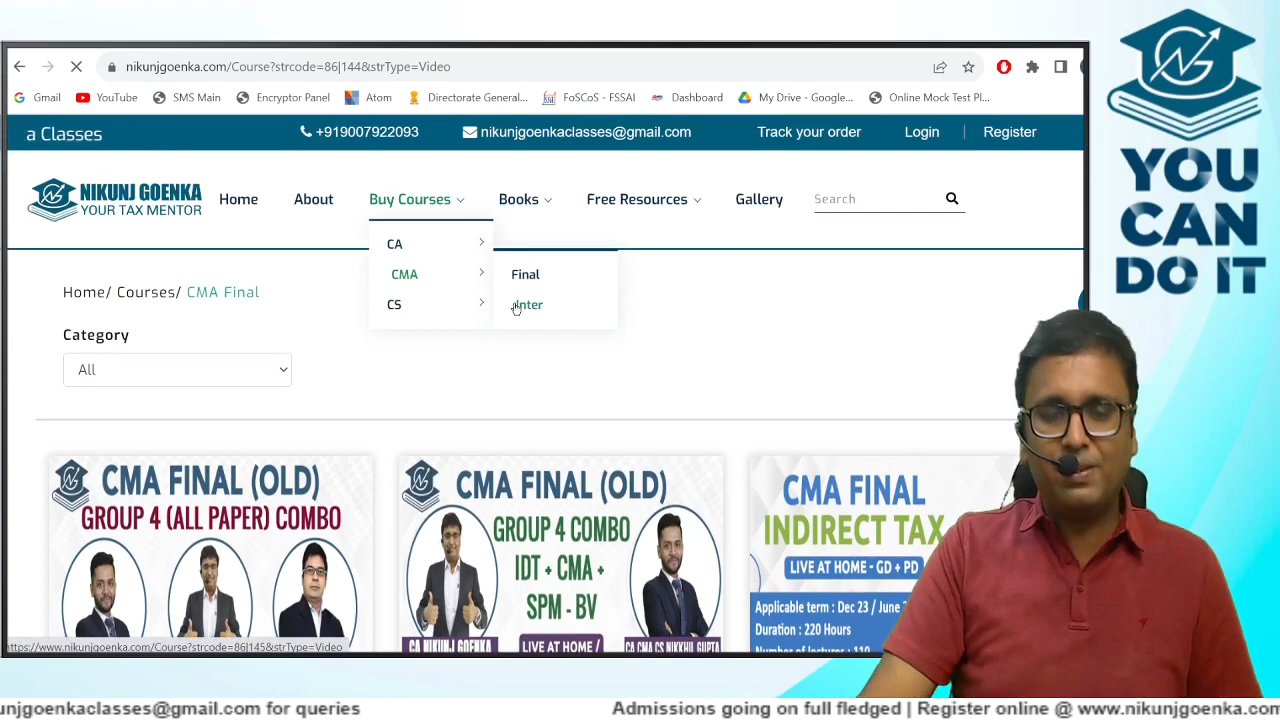 nikunjgoenka.com/Course?strcode=86|144&strType=Video
Gmail YouTube SMS Main Encryptor Panel Atom Directorate General... FoSCoS - FSSAI Dashboard My Drive - Google... Online Mock Test Pl...
a Classes +919007922093 nikunjgoenkaclasses@gmail.com Track your order Login | Register
NIKUNJ GOENKA
YOUR TAX MENTOR
Home About Buy Courses Books Free Resources Gallery Search
CA
CMA
CS
Final
Inter
Home/ Courses/ CMA Final
Category
All
CMA FINAL (OLD)
GROUP 4 (ALL PAPER) COMBO
CMA FINAL (OLD)
GROUP 4 COMBO
IDT + CMA +
SPM - BV
CA NIKUNJ GOENKA
LIVE AT HOME /
CA CMA CS NIKKHIL GUPTA
CMA FINAL
INDIRECT TAX
LIVE AT HOME - GD + PD
Applicable term : Dec 23 / June
Duration : 220 Hours
Number of lectures : 110
https://www.nikunjgoenka.com/Course?strcode=86|145&strType=Video
YOU
CAN
DO IT
unjgoenkaclasses@gmail.com for queries
Admissions going on full fledged | Register online @ www.nikunjgoenka.com